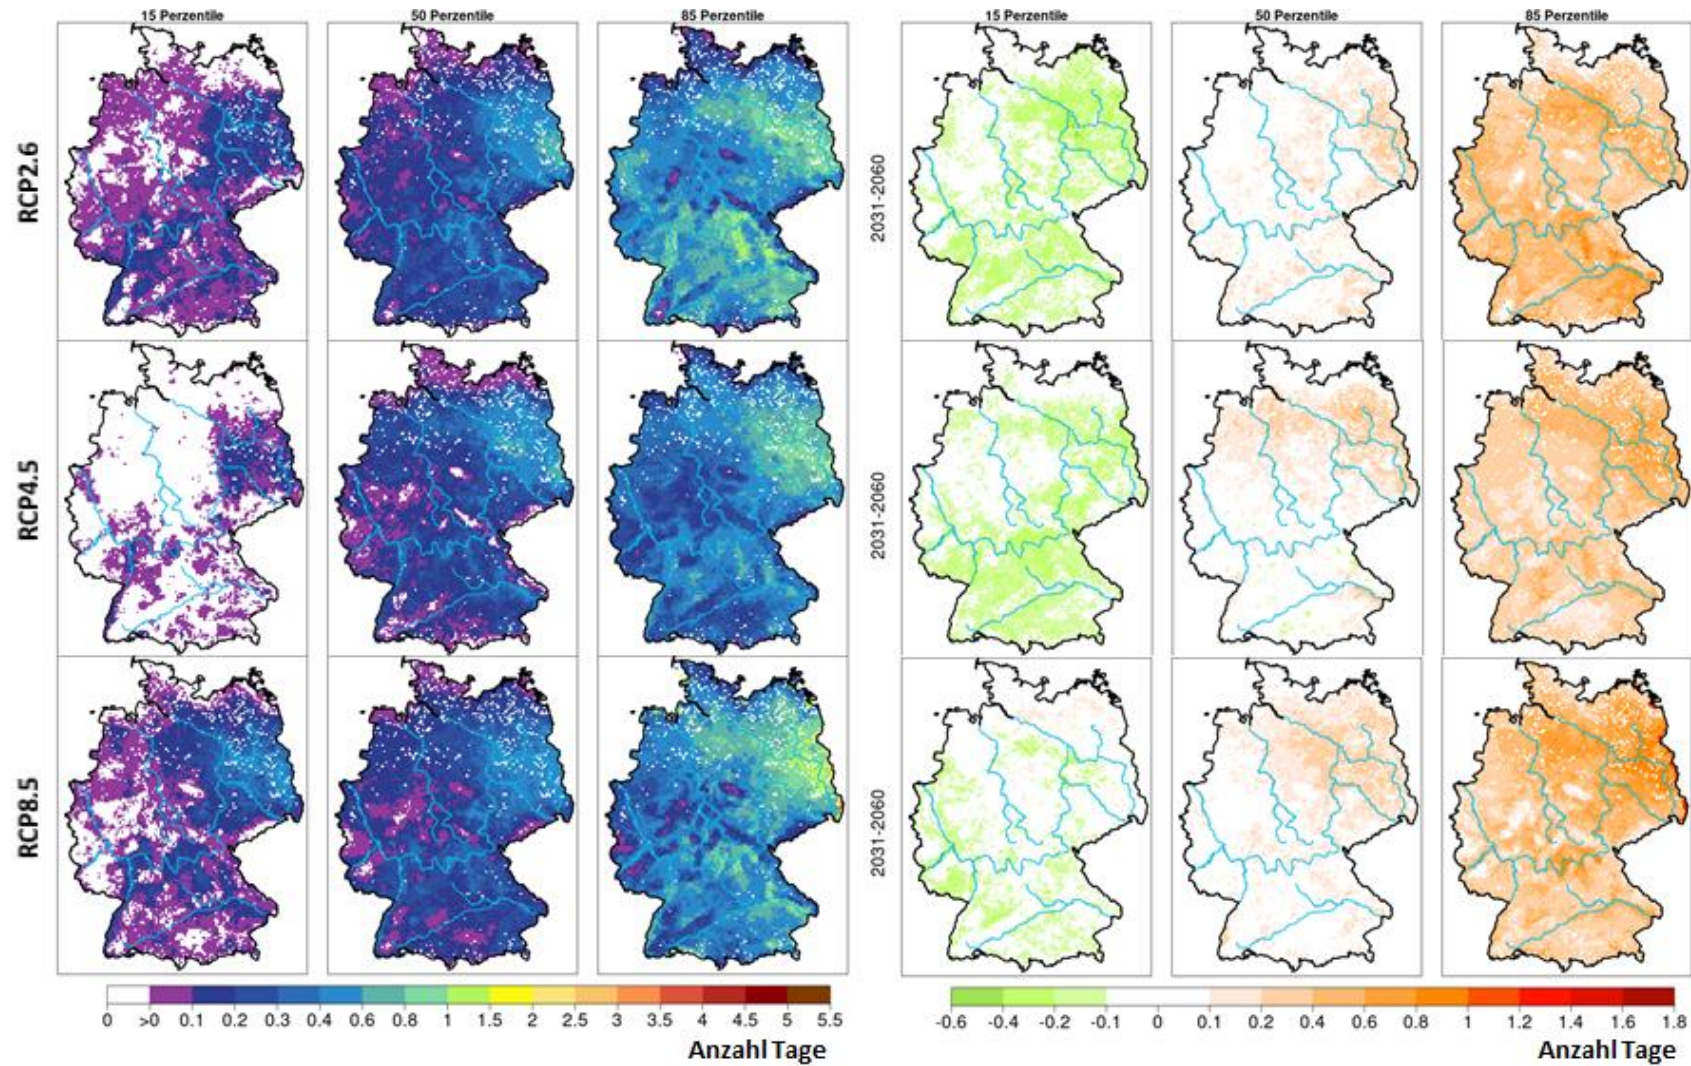 15 Perzentile 50 Perzentile 85 Perzentile 15 Perzentile 50 Perzentile 85 Perzentile
RCP2.6
2031-2060
RCP4.5
2031-2060
RCP8.5
2031-2060
0 >0 0.1 0.2 0.3 0.4 0.6 0.8 1 1.5 2 2.5 3 3.5 4 4.5 5 5.5
-0.6 -0.4 -0.2 -0.1 0 0.1 0.2 0.4 0.6 0.8 1 1.2 1.4 1.6 1.8
Anzahl Tage Anzahl Tage